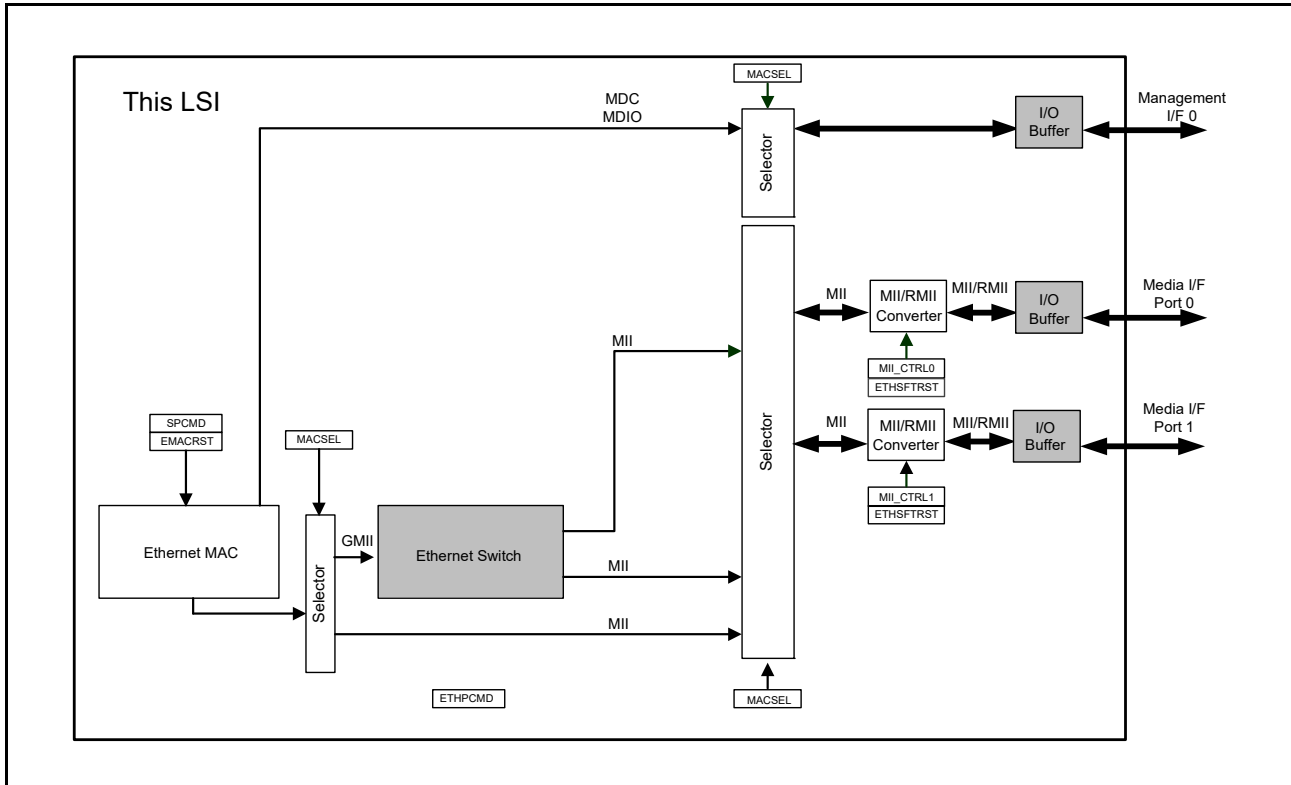 This LSI
MACSEL
MDC
MDIO
Selector
I/O
Buffer
Management
I/F 0
MII
MII/RMII
Converter
MII/RMII
I/O
Buffer
Media I/F
Port 0
MII_CTRL0
ETHSFTRST
MII
Selector
MII
MII/RMII
Converter
MII/RMII
I/O
Buffer
Media I/F
Port 1
MII_CTRL1
ETHSFTRST
SPCMD
EMACRST
MACSEL
Ethernet MAC
Selector
GMII
Ethernet Switch
MII
MII
ETHPCMD
MACSEL